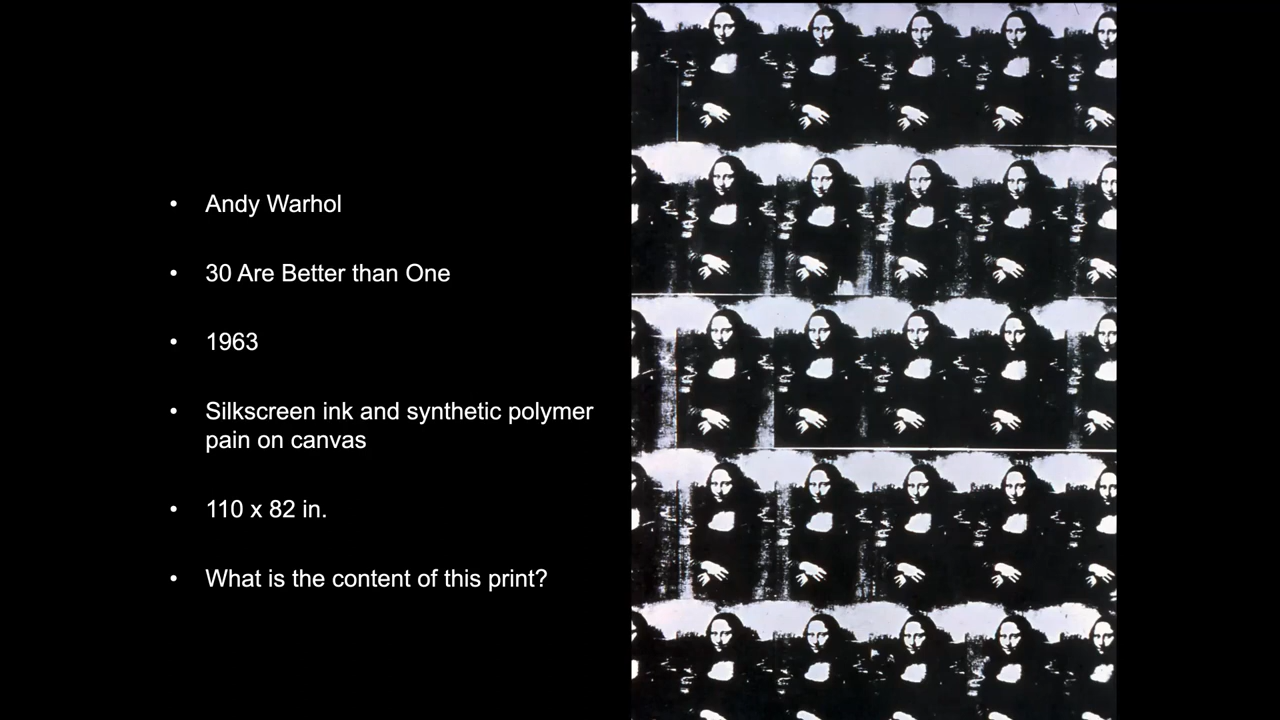 • Andy Warhol
• 30 Are Better than One
• 1963
• Silkscreen ink and synthetic polymer
pain on canvas
• 110 x 82 in.
• What is the content of this print?